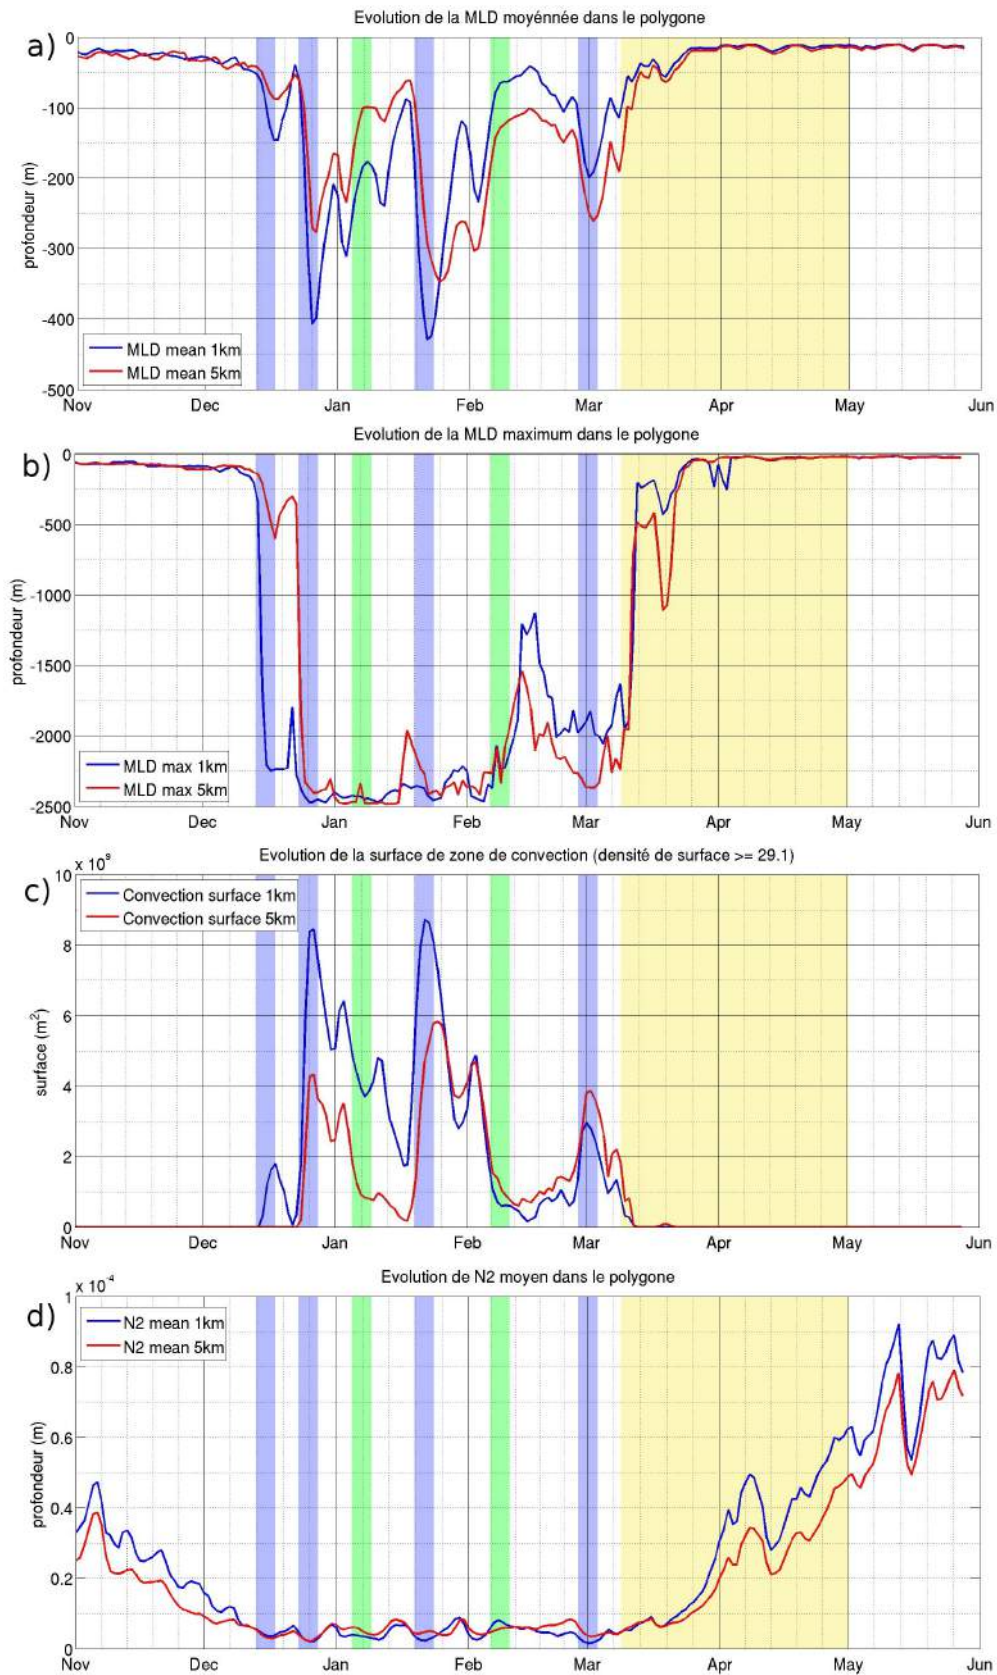 Evolution de la MLD moyénnée dans le polygone
a)
0
-100
-200
-300
-400
-500
profondeur (m)
MLD mean 1km
MLD mean 5km
Nov Dec Jan Feb Mar Apr May Jun
Evolution de la MLD maximum dans le polygone
b)
0
-500
-1000
-1500
-2000
-2500
profondeur (m)
MLD max 1km
MLD max 5km
Nov Dec Jan Feb Mar Apr May Jun
Evolution de la surface de zone de convection (densité de surface >= 29.1)
x 10⁹
c)
10
8
6
4
2
0
surface (m²)
Convection surface 1km
Convection surface 5km
Nov Dec Jan Feb Mar Apr May Jun
Evolution de N2 moyen dans le polygone
x 10⁻⁴
d)
1
0.8
0.6
0.4
0.2
0
profondeur (m)
N2 mean 1km
N2 mean 5km
Nov Dec Jan Feb Mar Apr May Jun